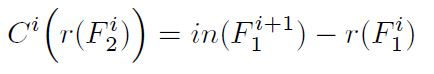 C^i(r(F_2^i)) = in(F_1^{i+1}) − r(F_1^i)